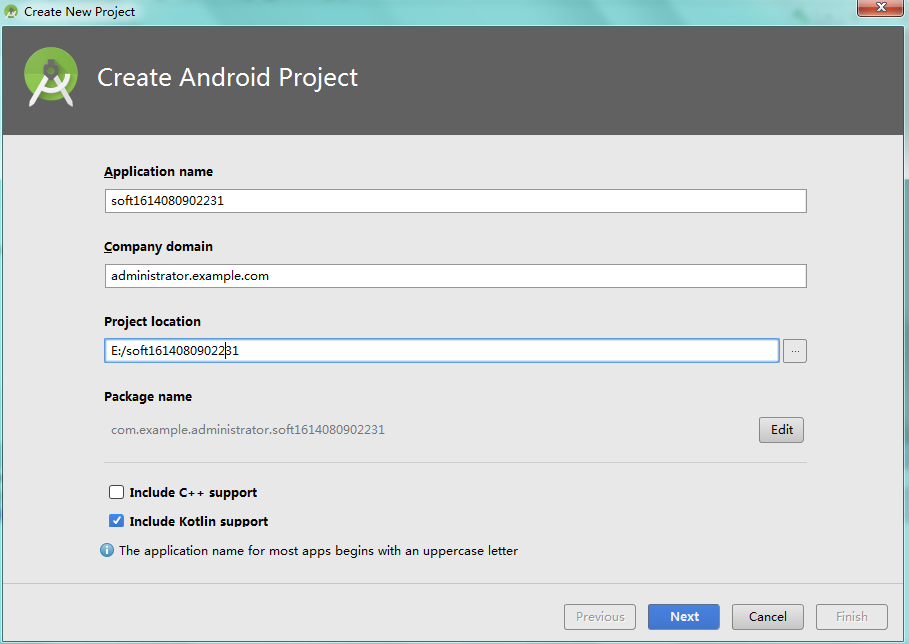 Create New Project
Create Android Project
Application name
soft1614080902231
Company domain
administrator.example.com
Project location
E:/soft1614080902231
...
Package name
com.example.administrator.soft1614080902231
Edit
Include C++ support
Include Kotlin support
The application name for most apps begins with an uppercase letter
Previous
Next
Cancel
Finish